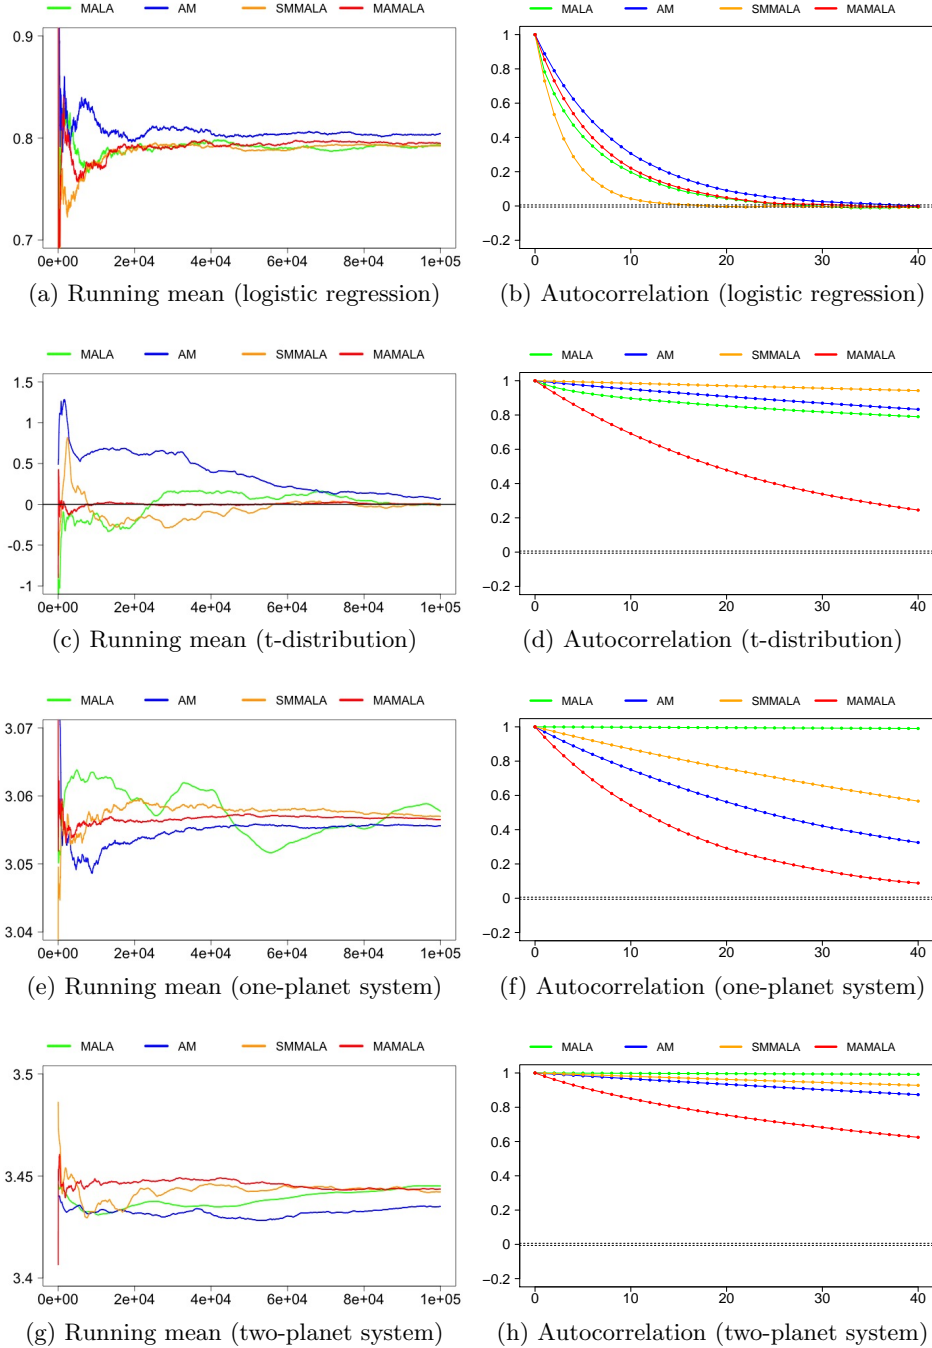 MALA AM SMMALA MAMALA
0.9
0.8
0.7
0e+00 2e+04 4e+04 6e+04 8e+04 1e+05
(a) Running mean (logistic regression)
MALA AM SMMALA MAMALA
1
0.8
0.6
0.4
0.2
0
−0.2
0 10 20 30 40
(b) Autocorrelation (logistic regression)
MALA AM SMMALA MAMALA
1.5
1
0.5
0
-0.5
-1
0e+00 2e+04 4e+04 6e+04 8e+04 1e+05
(c) Running mean (t-distribution)
MALA AM SMMALA MAMALA
1
0.8
0.6
0.4
0.2
0
−0.2
0 10 20 30 40
(d) Autocorrelation (t-distribution)
MALA AM SMMALA MAMALA
3.07
3.06
3.05
3.04
0e+00 2e+04 4e+04 6e+04 8e+04 1e+05
(e) Running mean (one-planet system)
MALA AM SMMALA MAMALA
1
0.8
0.6
0.4
0.2
0
−0.2
0 10 20 30 40
(f) Autocorrelation (one-planet system)
MALA AM SMMALA MAMALA
3.5
3.45
3.4
0e+00 2e+04 4e+04 6e+04 8e+04 1e+05
(g) Running mean (two-planet system)
MALA AM SMMALA MAMALA
1
0.8
0.6
0.4
0.2
0
−0.2
0 10 20 30 40
(h) Autocorrelation (two-planet system)